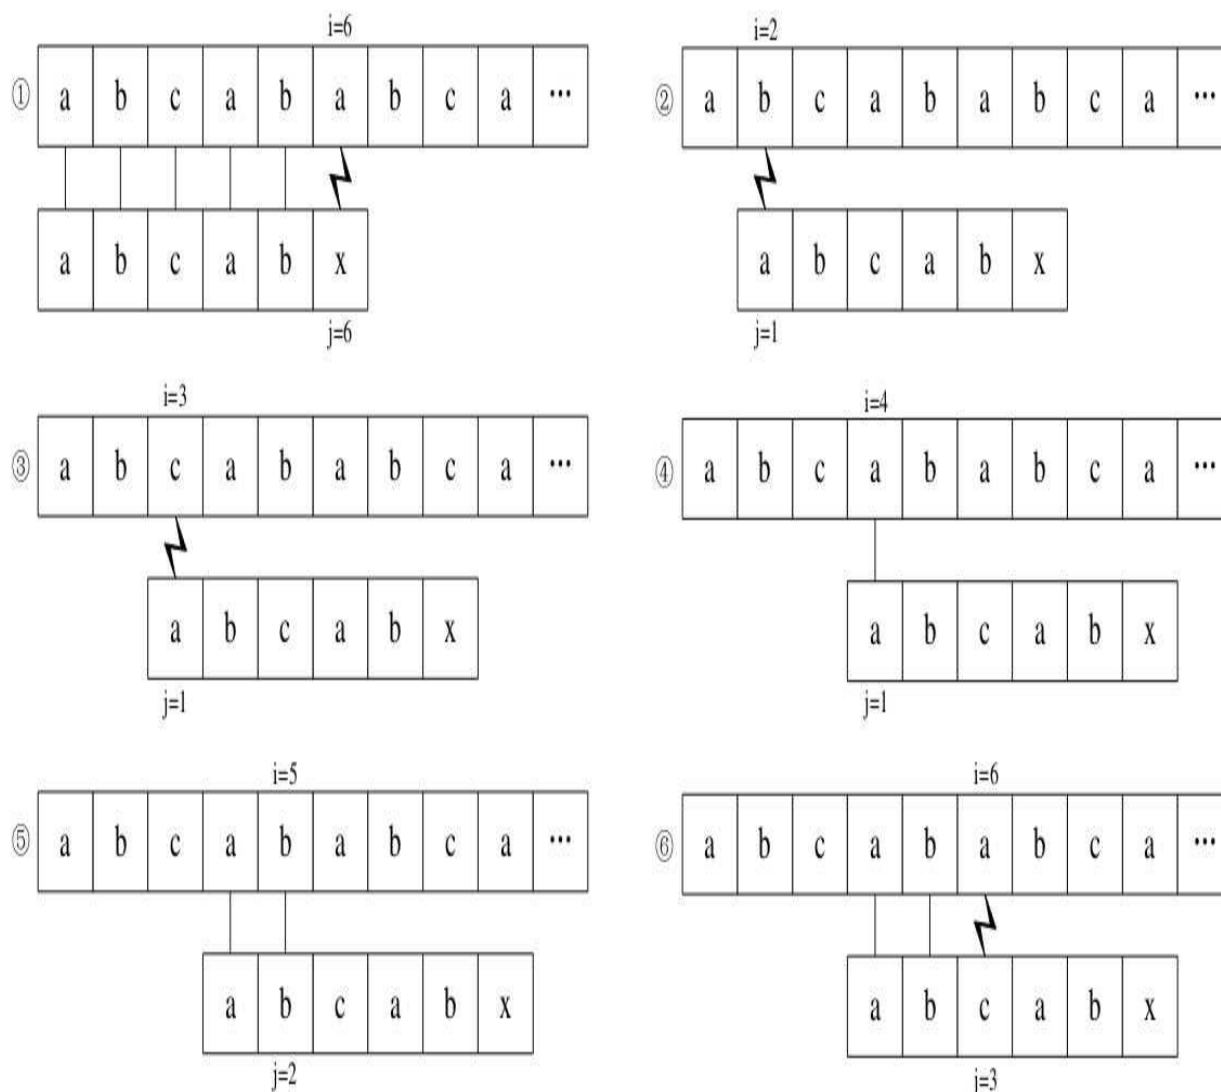 i=6
① a b c a b a b c a ···
a b c a b x
j=6
i=2
② a b c a b a b c a ···
a b c a b x
j=1
i=3
③ a b c a b a b c a ···
a b c a b x
j=1
i=4
④ a b c a b a b c a ···
a b c a b x
j=1
i=5
⑤ a b c a b a b c a ···
a b c a b x
j=2
i=6
⑥ a b c a b a b c a ···
a b c a b x
j=3